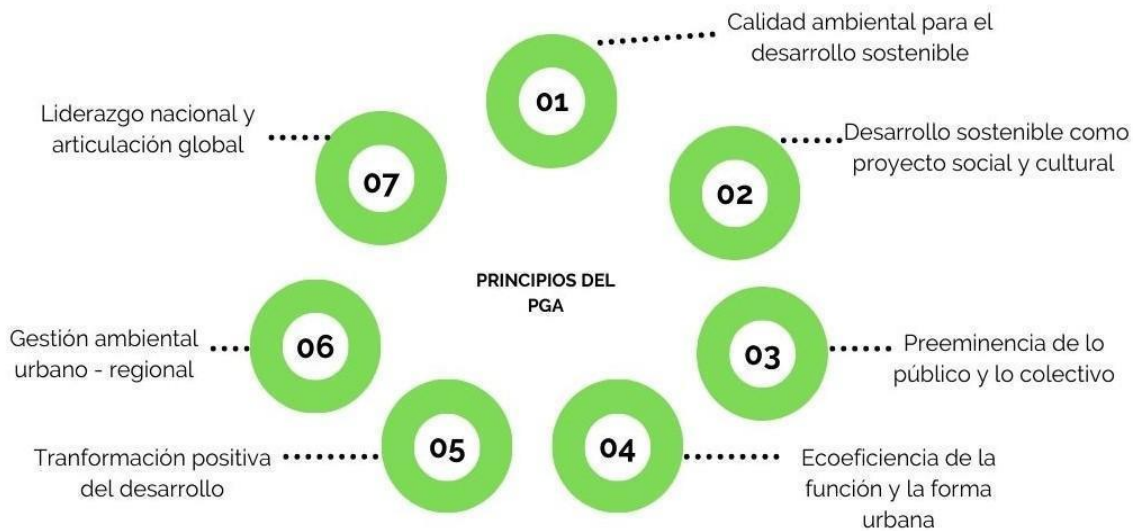 PRINCIPIOS DEL
PGA
01
Calidad ambiental para el
desarrollo sostenible
02
Desarrollo sostenible como
proyecto social y cultural
03
Preeminencia de lo
público y lo colectivo
04
Ecoeficiencia de la
función y la forma
urbana
05
Tranformación positiva
del desarrollo
06
Gestión ambiental
urbano - regional
07
Liderazgo nacional y
articulación global